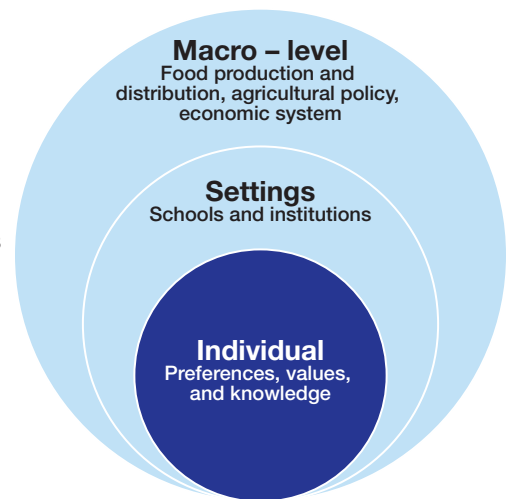 Macro – level
Food production and
distribution, agricultural policy,
economic system
Settings
Schools and institutions
Individual
Preferences, values,
and knowledge